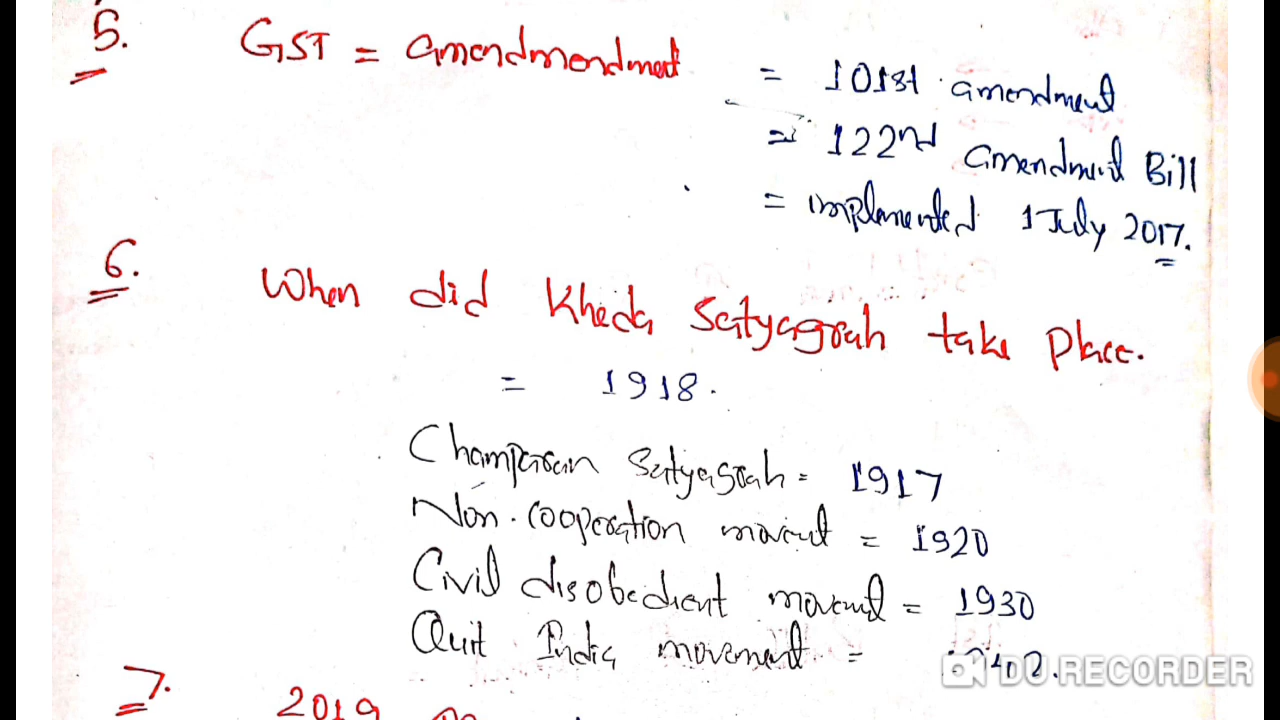 5. GST = amendmendment = 101st amendment
= 122nd amendment Bill
= implemented 1 July 2017.
6. When did Kheda Satyagrah take place.
= 1918.
Champaran Satyagrah = 1917
Non-cooperation movement = 1920
Civil disobedient movement = 1930
Quit India movement =
DU RECORDER
7. 2019